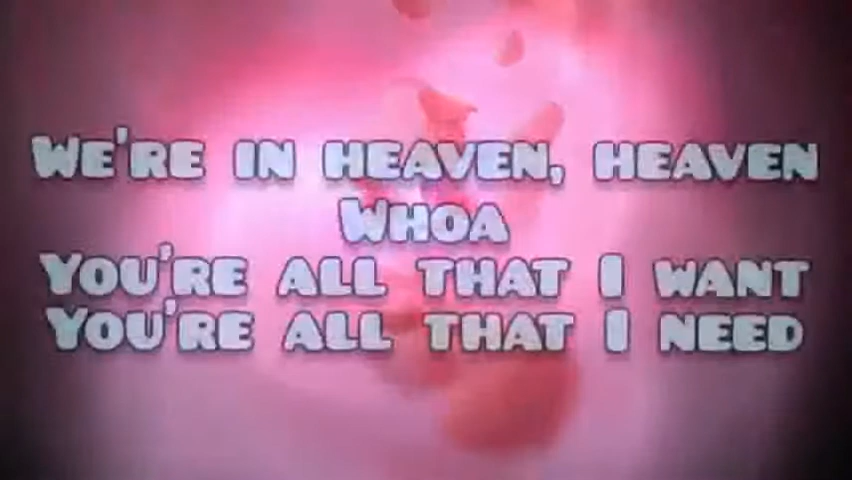 We're in heaven, heaven
Whoa
You're all that I want
You're all that I need